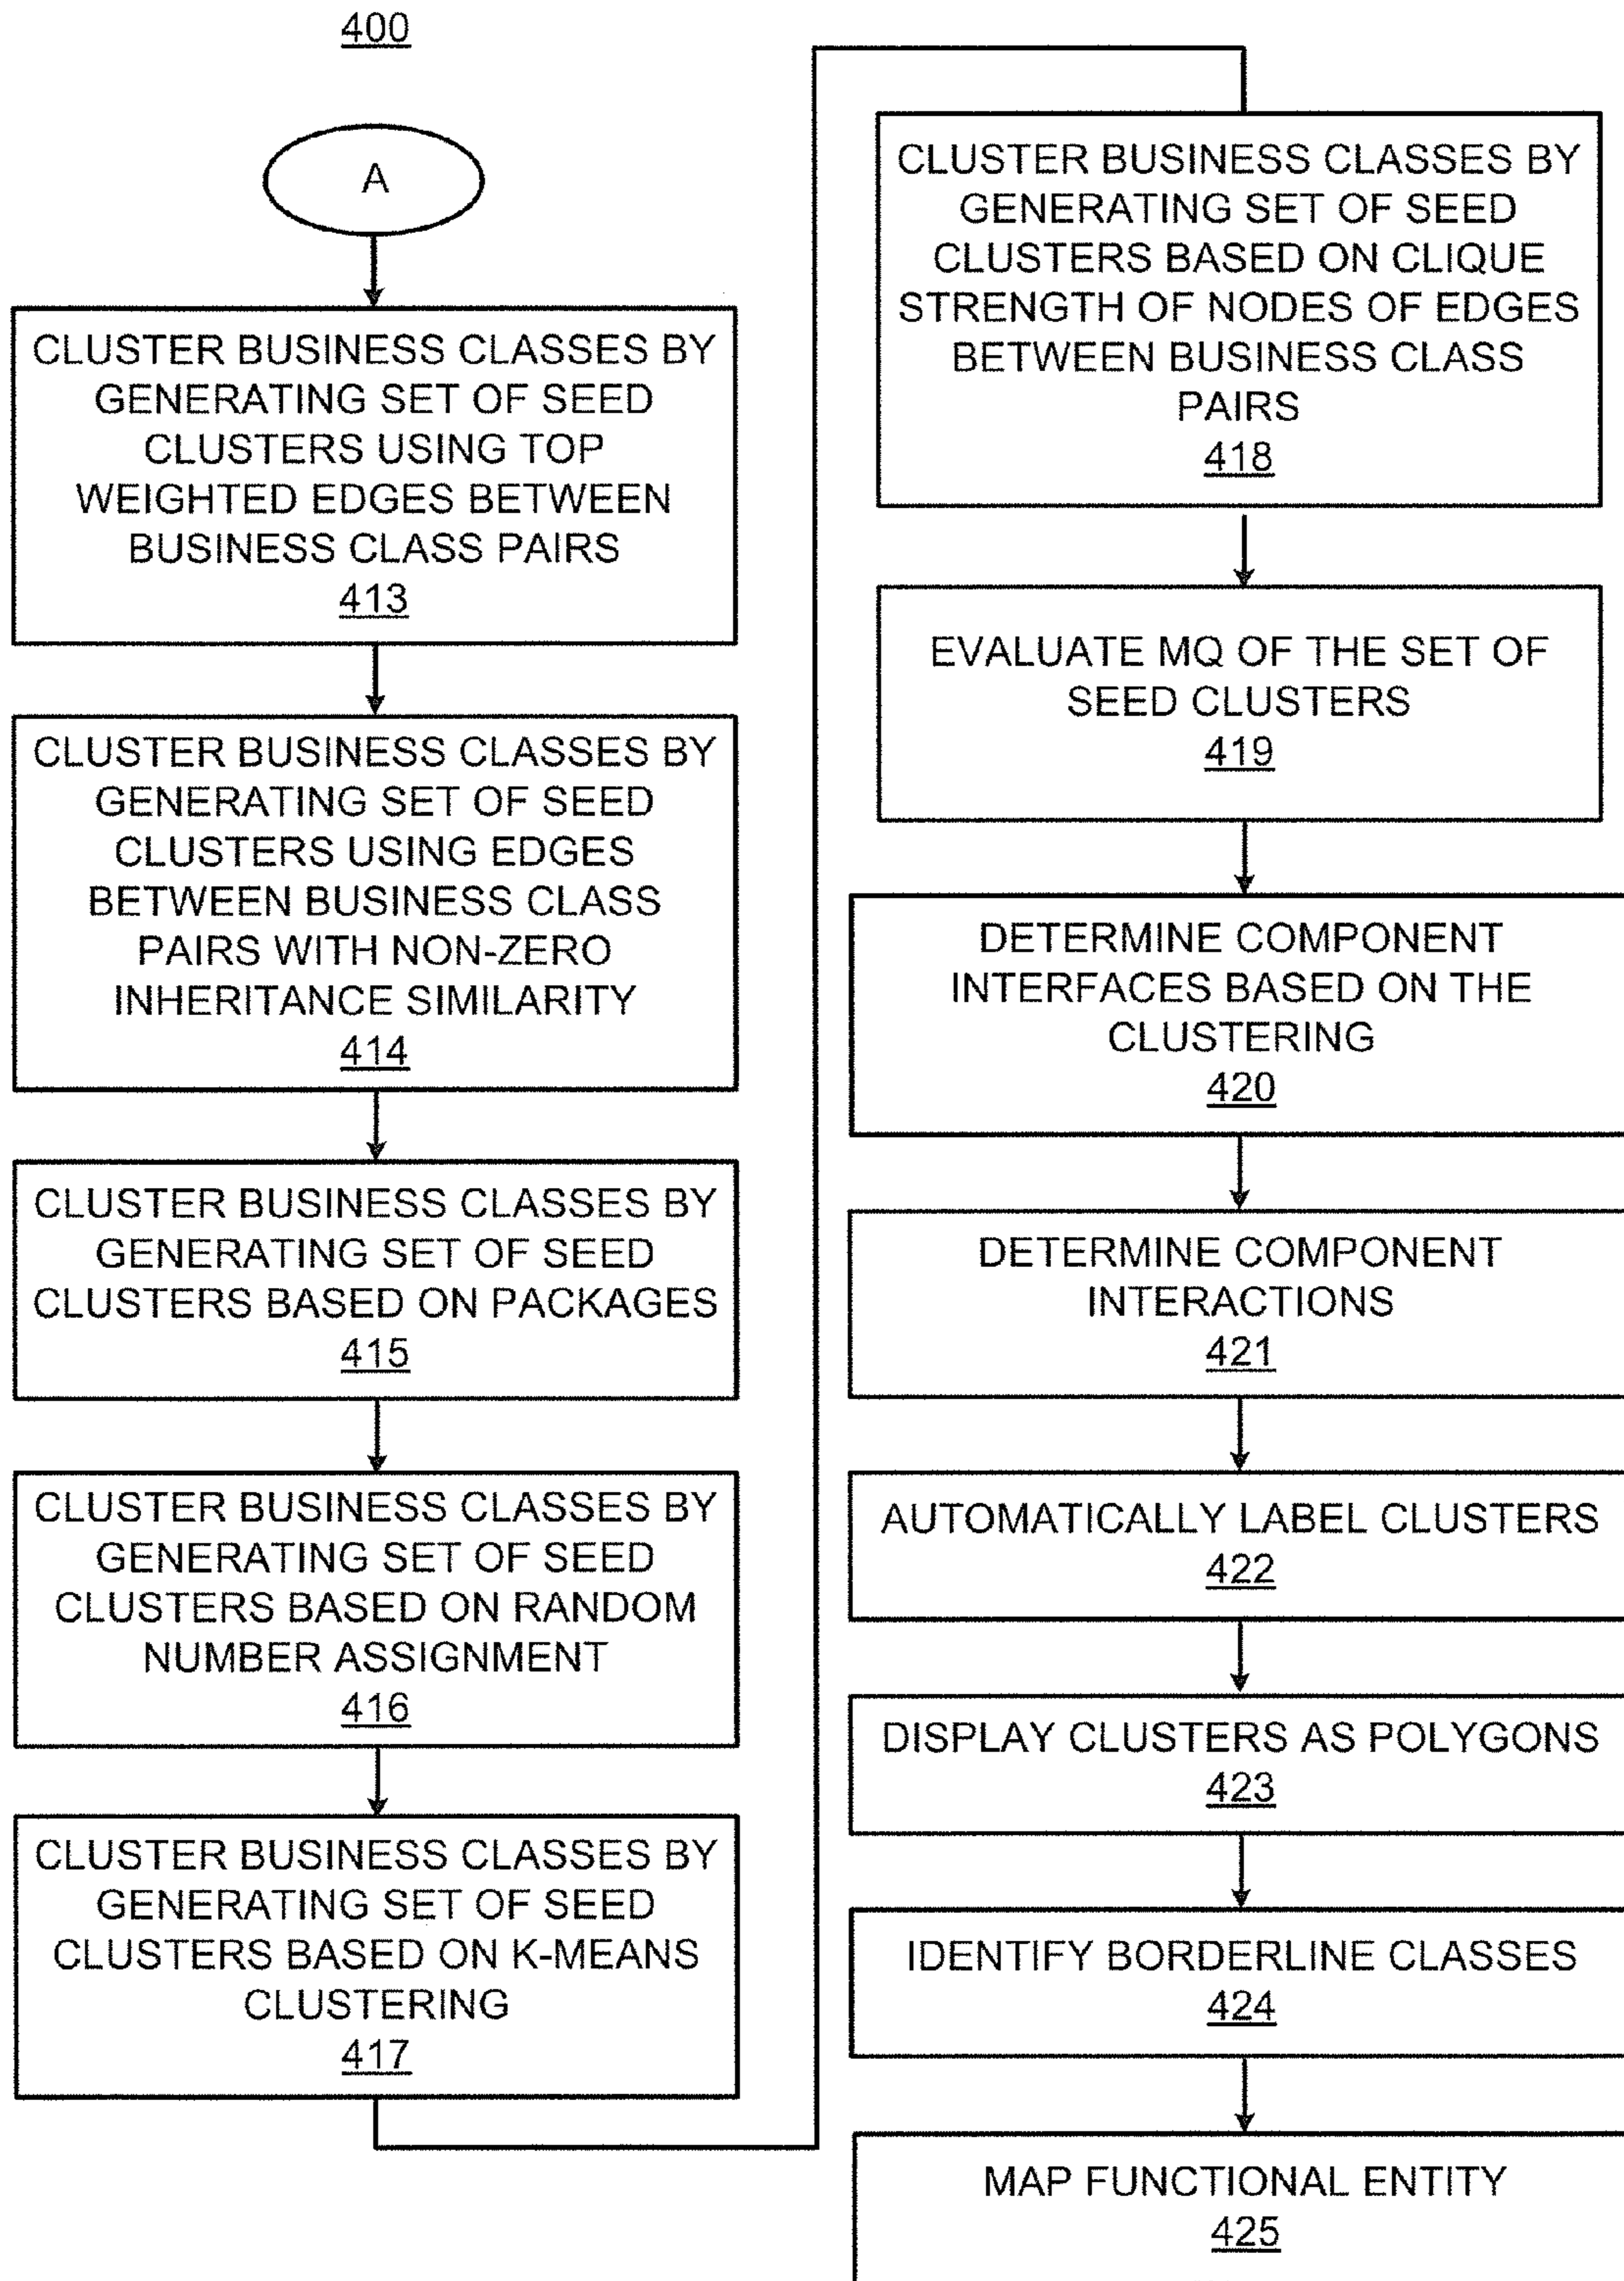 400
A
CLUSTER BUSINESS CLASSES BY
GENERATING SET OF SEED
CLUSTERS USING TOP
WEIGHTED EDGES BETWEEN
BUSINESS CLASS PAIRS
413
CLUSTER BUSINESS CLASSES BY
GENERATING SET OF SEED
CLUSTERS USING EDGES
BETWEEN BUSINESS CLASS
PAIRS WITH NON-ZERO
INHERITANCE SIMILARITY
414
CLUSTER BUSINESS CLASSES BY
GENERATING SET OF SEED
CLUSTERS BASED ON PACKAGES
415
CLUSTER BUSINESS CLASSES BY
GENERATING SET OF SEED
CLUSTERS BASED ON RANDOM
NUMBER ASSIGNMENT
416
CLUSTER BUSINESS CLASSES BY
GENERATING SET OF SEED
CLUSTERS BASED ON K-MEANS
CLUSTERING
417
CLUSTER BUSINESS CLASSES BY
GENERATING SET OF SEED
CLUSTERS BASED ON CLIQUE
STRENGTH OF NODES OF EDGES
BETWEEN BUSINESS CLASS
PAIRS
418
EVALUATE MQ OF THE SET OF
SEED CLUSTERS
419
DETERMINE COMPONENT
INTERFACES BASED ON THE
CLUSTERING
420
DETERMINE COMPONENT
INTERACTIONS
421
AUTOMATICALLY LABEL CLUSTERS
422
DISPLAY CLUSTERS AS POLYGONS
423
IDENTIFY BORDERLINE CLASSES
424
MAP FUNCTIONAL ENTITY
425